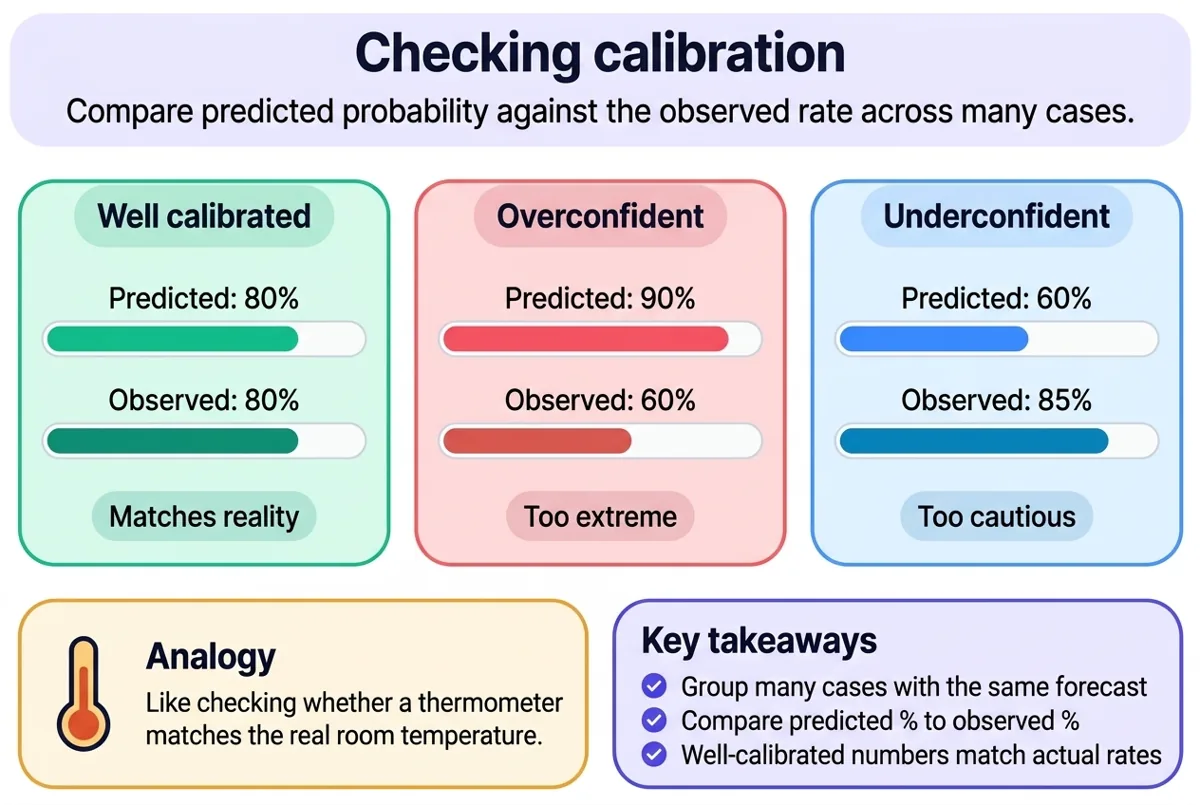 Checking calibration
Compare predicted probability against the observed rate across many cases.
Well calibrated
Predicted: 80%
Observed: 80%
Matches reality
Overconfident
Predicted: 90%
Observed: 60%
Too extreme
Underconfident
Predicted: 60%
Observed: 85%
Too cautious
Analogy
Like checking whether a thermometer
matches the real room temperature.
Key takeaways
Group many cases with the same forecast
Compare predicted % to observed %
Well-calibrated numbers match actual rates